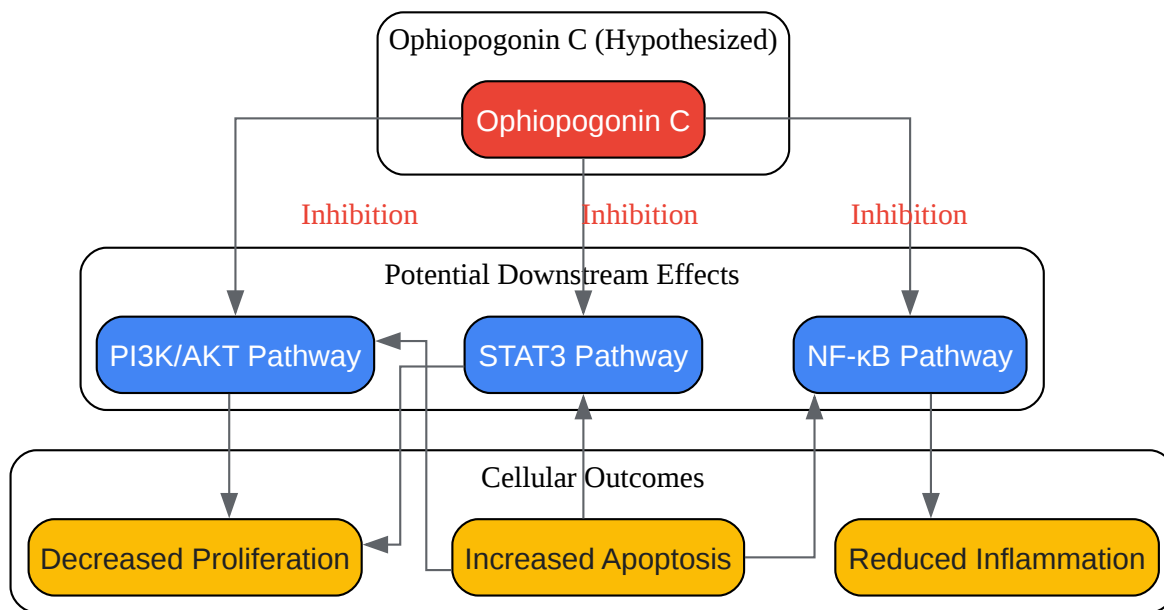 Ophiopogonin C (Hypothesized)
Ophiopogonin C
Inhibition
Inhibition
Inhibition
Potential Downstream Effects
PI3K/AKT Pathway
STAT3 Pathway
NF-κB Pathway
Cellular Outcomes
Decreased Proliferation
Increased Apoptosis
Reduced Inflammation